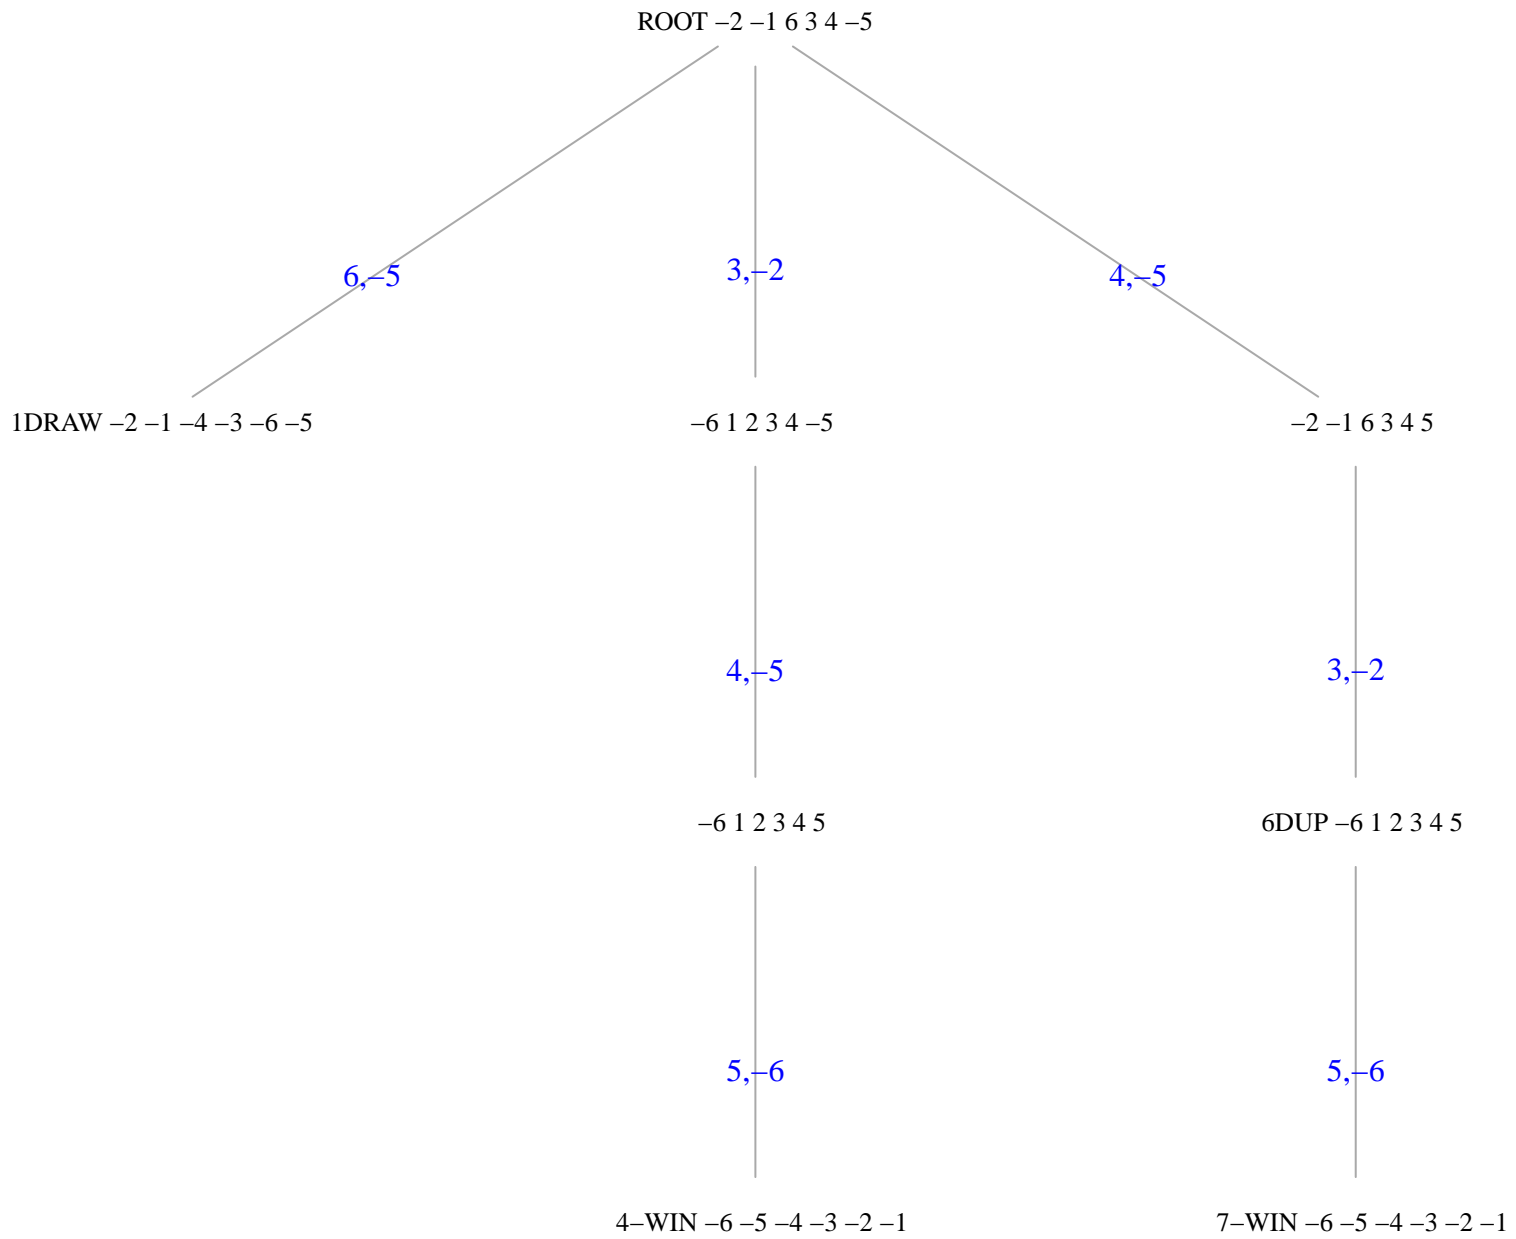 ROOT –2 –1 6 3 4 –5
6,–5
3,–2
4,–5
1DRAW –2 –1 –4 –3 –6 –5
–6 1 2 3 4 –5
–2 –1 6 3 4 5
4,–5
3,–2
–6 1 2 3 4 5
6DUP –6 1 2 3 4 5
5,–6
5,–6
4–WIN –6 –5 –4 –3 –2 –1
7–WIN –6 –5 –4 –3 –2 –1